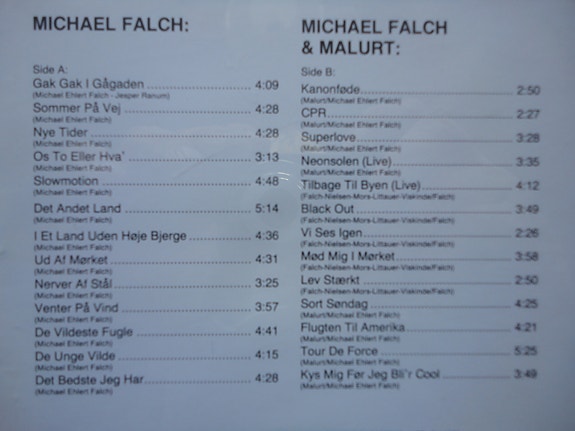 MICHAEL FALCH:
Side A:
Gak Gak I Gågaden 4:09
(Michael Ehlert Falch - Jesper Ranum)
Sommer På Vej 4:28
(Michael Ehlert Falch)
Nye Tider 4:28
(Michael Ehlert Falch)
Os To Eller Hva' 3:13
(Michael Ehlert Falch)
Slowmotion 4:48
(Michael Ehlert Falch)
Det Andet Land 5:14
(Michael Ehlert Falch)
I Et Land Uden Høje Bjerge 4:36
(Michael Ehlert Falch)
Ud Af Mørket 4:31
(Michael Ehlert Falch)
Nerver Af Stål 3:25
(Michael Ehlert Falch)
Venter På Vind 3:57
(Michael Ehlert Falch)
De Vildeste Fugle 4:41
(Michael Ehlert Falch)
De Unge Vilde 4:15
(Michael Ehlert Falch)
Det Bedste Jeg Har 4:28
(Michael Ehlert Falch)
MICHAEL FALCH
& MALURT:
Side B:
Kanonføde 2:50
(Malurt/Michael Ehlert Falch)
CPR 2:27
(Malurt/Michael Ehlert Falch)
Superlove 3:28
(Malurt/Michael Ehlert Falch)
Neonsolen (Live) 3:35
(Malurt/Michael Ehlert Falch)
Tilbage Til Byen (Live) 4:12
(Falch-Nielsen-Mors-Littauer-Viskinde/Falch)
Black Out 3:49
(Falch-Nielsen-Mors-Littauer-Viskinde/Falch)
Vi Ses Igen 2:26
(Falch-Nielsen-Mors-Littauer-Viskinde/Falch)
Mød Mig I Mørket 3:58
(Falch-Nielsen-Mors-Littauer-Viskinde/Falch)
Lev Stærkt 2:50
(Falch-Nielsen-Mors-Littauer-Viskinde/Falch)
Sort Søndag 4:25
(Malurt/Michael Ehlert Falch)
Flugten Til Amerika 4:21
(Malurt/Michael Ehlert Falch)
Tour De Force 5:25
(Malurt/Michael Ehlert Falch)
Kys Mig Før Jeg Bli'r Cool 3:49
(Malurt/Michael Ehlert Falch)